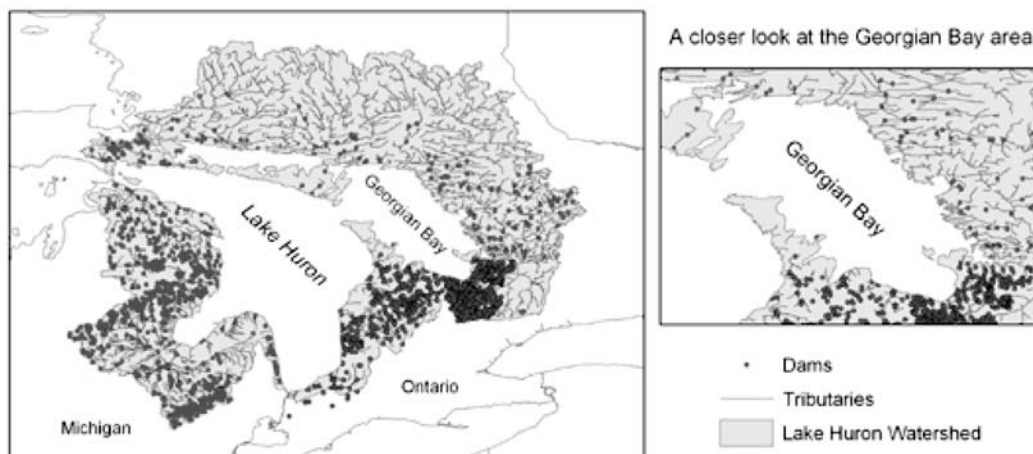 A closer look at the Georgian Bay area
Lake Huron
Georgian Bay
Michigan
Ontario
Georgian Bay
Dams
Tributaries
Lake Huron Watershed